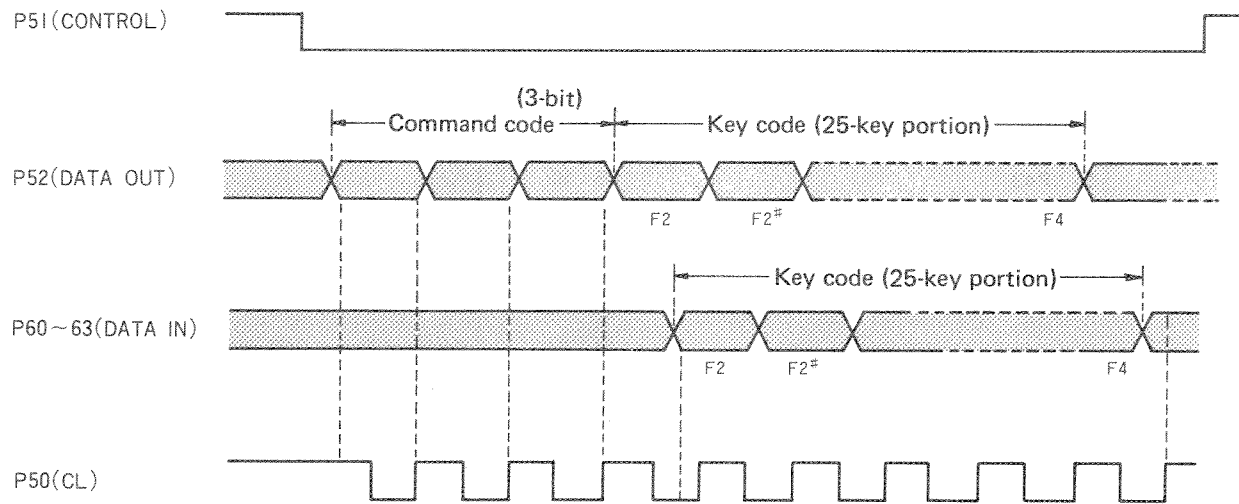 P51(CONTROL)
(3-bit)
Command code
Key code (25-key portion)
P52(DATA OUT)
F2 F2# F4
Key code (25-key portion)
P60~63(DATA IN)
F2 F2# F4
P50(CL)